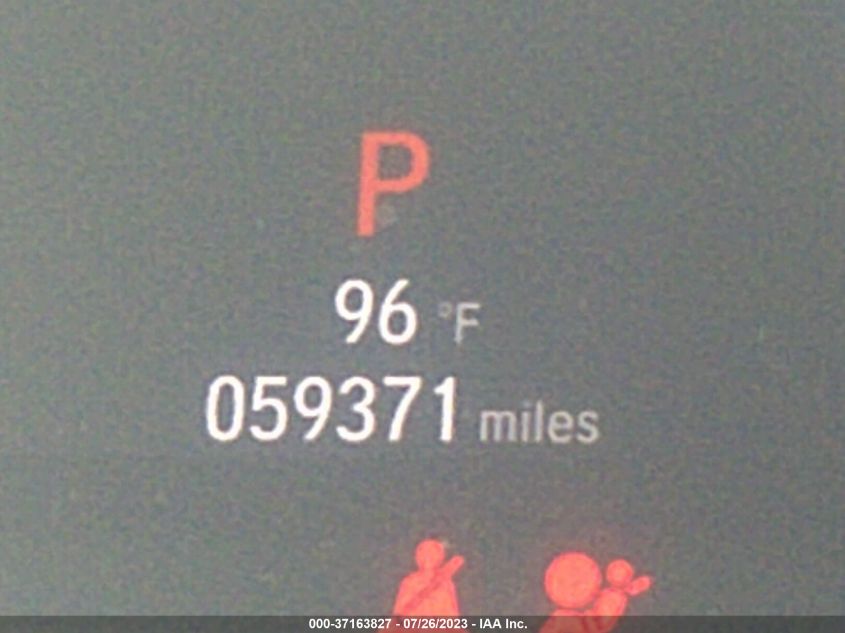 P
96 °F
059371 miles
000-37163827 - 07/26/2023 - IAA Inc.